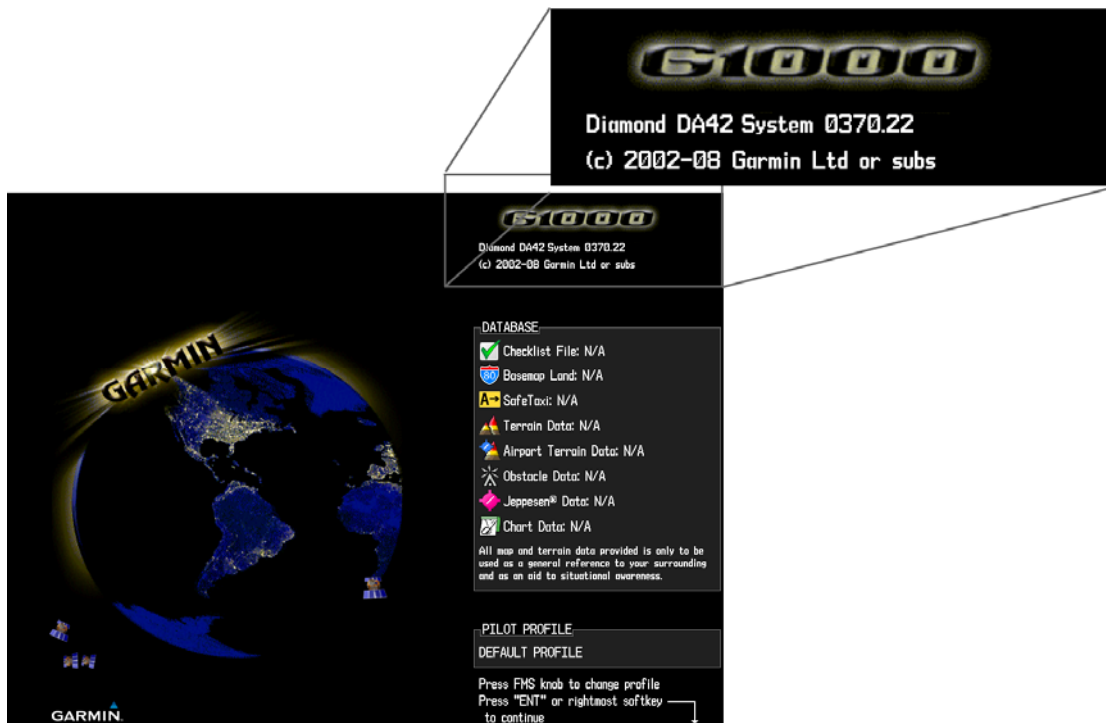 G1000
Diamond DA42 System 0370.22
(c) 2002-08 Garmin Ltd or subs
G1000
Diamond DA42 System 0370.22
(c) 2002-08 Garmin Ltd or subs
GARMIN
DATABASE
Checklist File: N/A
80 Basemap Land: N/A
A→ SafeTaxi: N/A
Terrain Data: N/A
Airport Terrain Data: N/A
Obstacle Data: N/A
Jeppesen® Data: N/A
Chart Data: N/A
All map and terrain data provided is only to be
used as a general reference to your surrounding
and as an aid to situational awareness.
PILOT PROFILE
DEFAULT PROFILE
Press FMS knob to change profile
Press "ENT" or rightmost softkey
to continue
GARMIN.